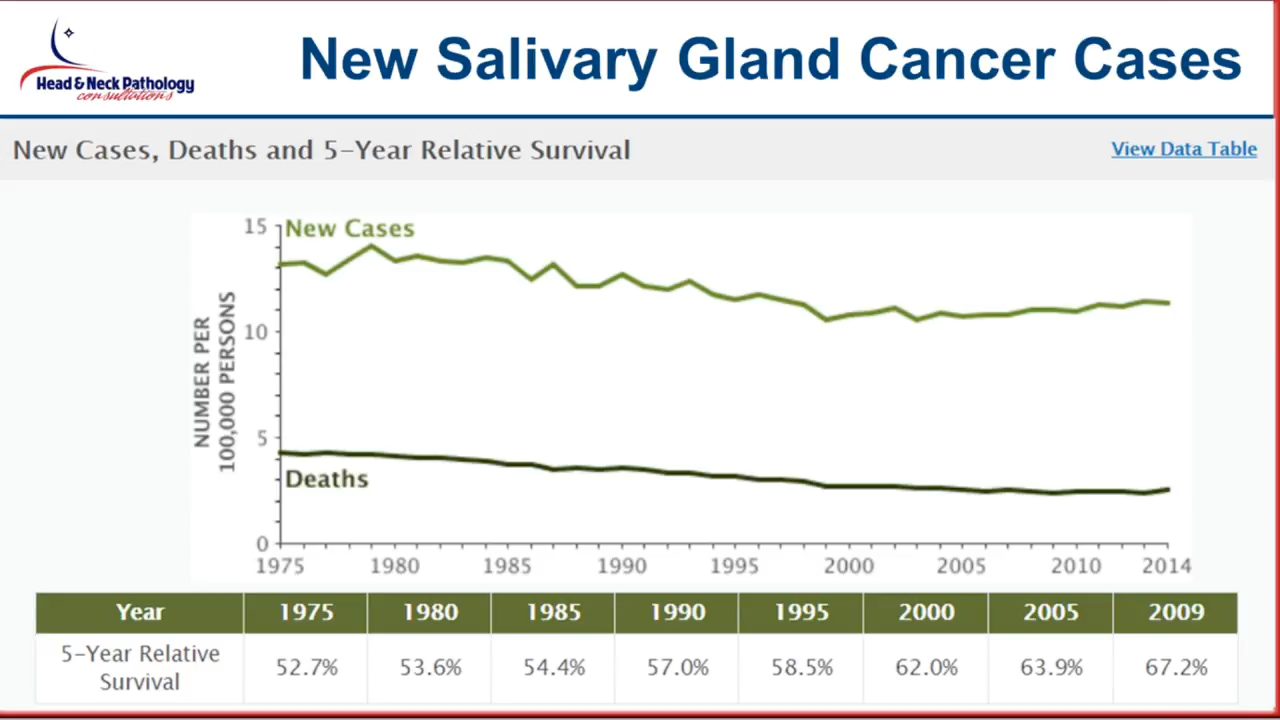 Head & Neck Pathology
consultations
New Salivary Gland Cancer Cases
New Cases, Deaths and 5-Year Relative Survival
View Data Table
NUMBER PER
100,000 PERSONS
15
10
5
0
New Cases
Deaths
1975 1980 1985 1990 1995 2000 2005 2010 2014
Year 1975 1980 1985 1990 1995 2000 2005 2009
5-Year Relative
Survival 52.7% 53.6% 54.4% 57.0% 58.5% 62.0% 63.9% 67.2%